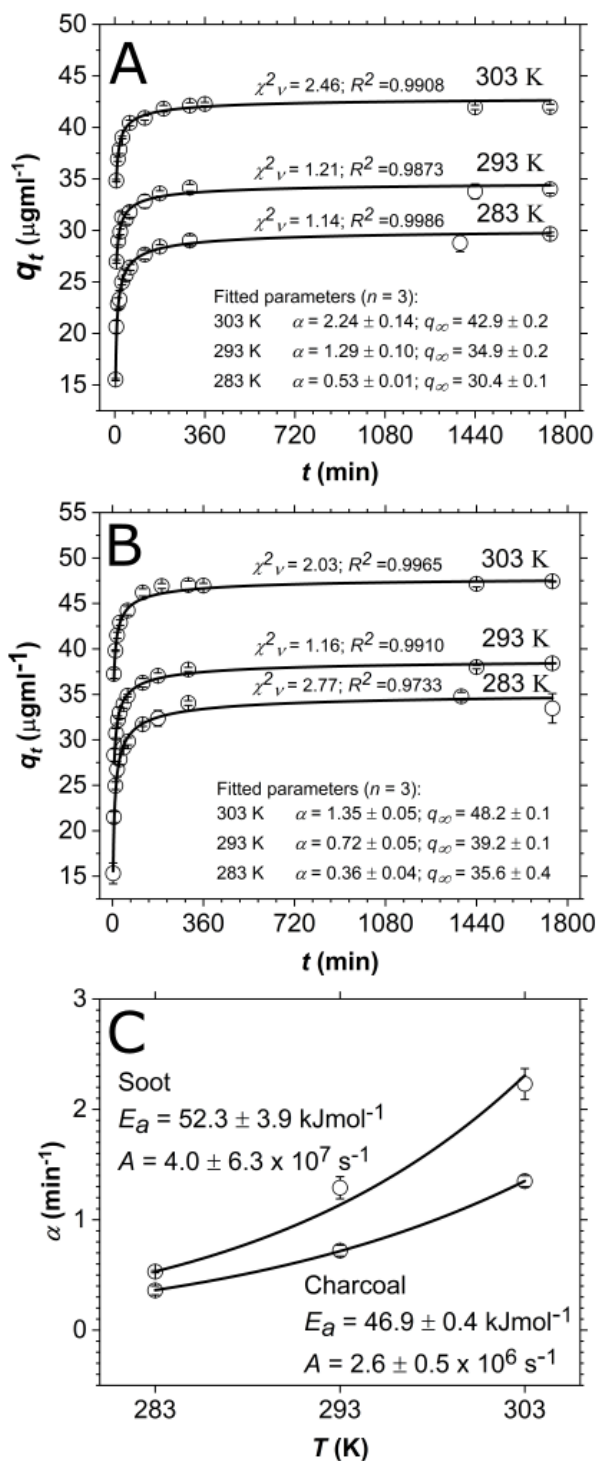 A
50
45
40
35
30
25
20
15
qt (μgml-1)
χ2ν = 2.46; R2=0.9908
303 K
χ2ν = 1.21; R2=0.9873
293 K
χ2ν = 1.14; R2=0.9986
283 K
Fitted parameters (n = 3):
303 K α = 2.24 ± 0.14; q∞ = 42.9 ± 0.2
293 K α = 1.29 ± 0.10; q∞ = 34.9 ± 0.2
283 K α = 0.53 ± 0.01; q∞ = 30.4 ± 0.1
0 360 720 1080 1440 1800
t (min)
B
55
50
45
40
35
30
25
20
15
qt (μgml-1)
χ2ν = 2.03; R2=0.9965
303 K
χ2ν = 1.16; R2=0.9910
293 K
χ2ν = 2.77; R2=0.9733
283 K
Fitted parameters (n = 3):
303 K α = 1.35 ± 0.05; q∞ = 48.2 ± 0.1
293 K α = 0.72 ± 0.05; q∞ = 39.2 ± 0.1
283 K α = 0.36 ± 0.04; q∞ = 35.6 ± 0.4
0 360 720 1080 1440 1800
t (min)
C
3
2
1
0
α (min-1)
Soot
Ea = 52.3 ± 3.9 kJmol-1
A = 4.0 ± 6.3 x 107 s-1
Charcoal
Ea = 46.9 ± 0.4 kJmol-1
A = 2.6 ± 0.5 x 106 s-1
283 293 303
T (K)